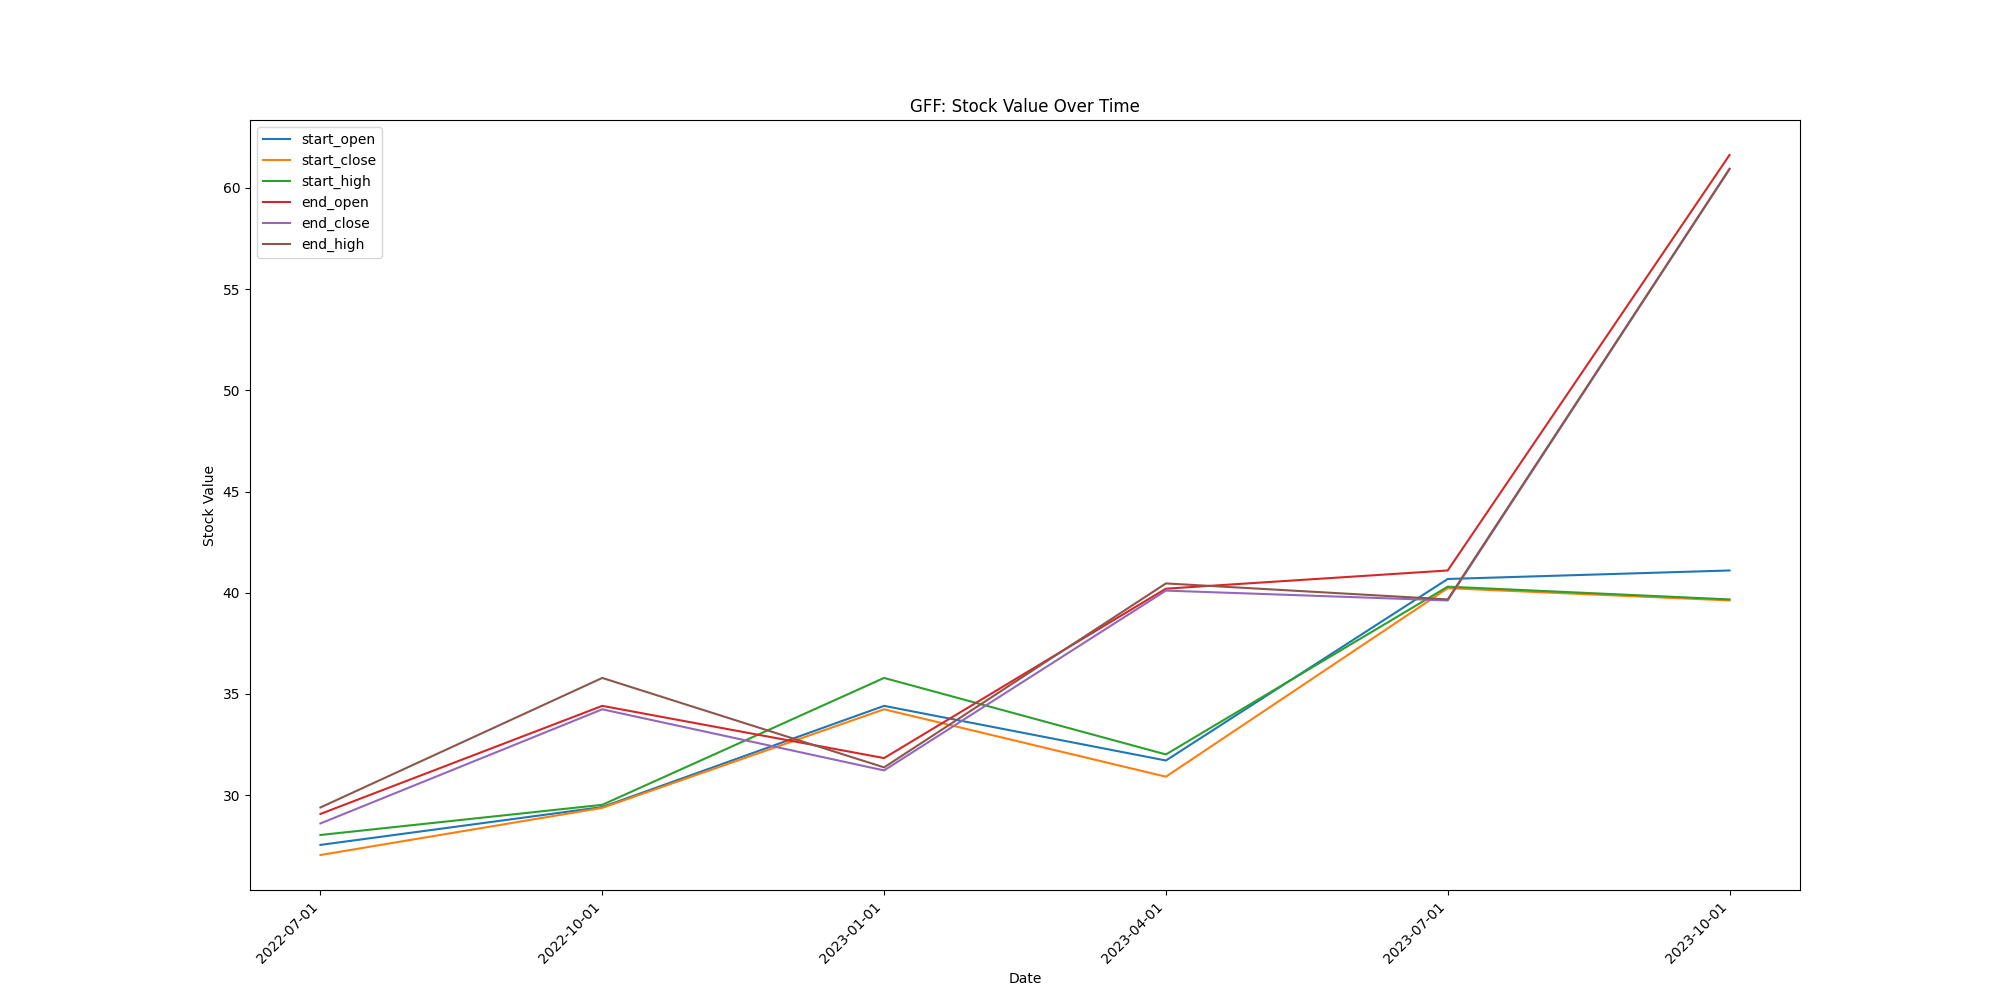 GFF: Stock Value Over Time
start_open
start_close
start_high
end_open
end_close
end_high
60
55
50
45
40
35
30
Stock Value
2022-07-01
2022-10-01
2023-01-01
2023-04-01
2023-07-01
2023-10-01
Date